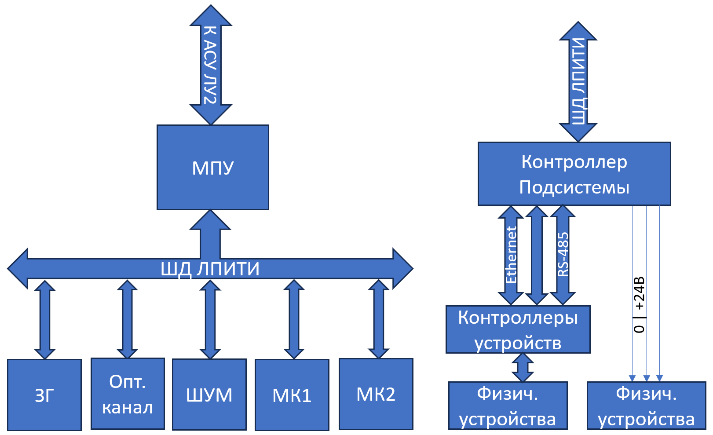 К АСУ ЛУ2
МПУ
ШД ЛПИТИ
ЗГ
Опт.
канал
ШУМ
МК1
МК2
ШД ЛПИТИ
Контроллер
Подсистемы
Ethernet
RS-485
0 | +24В
Контроллеры
устройств
Физич.
устройства
Физич.
устройства